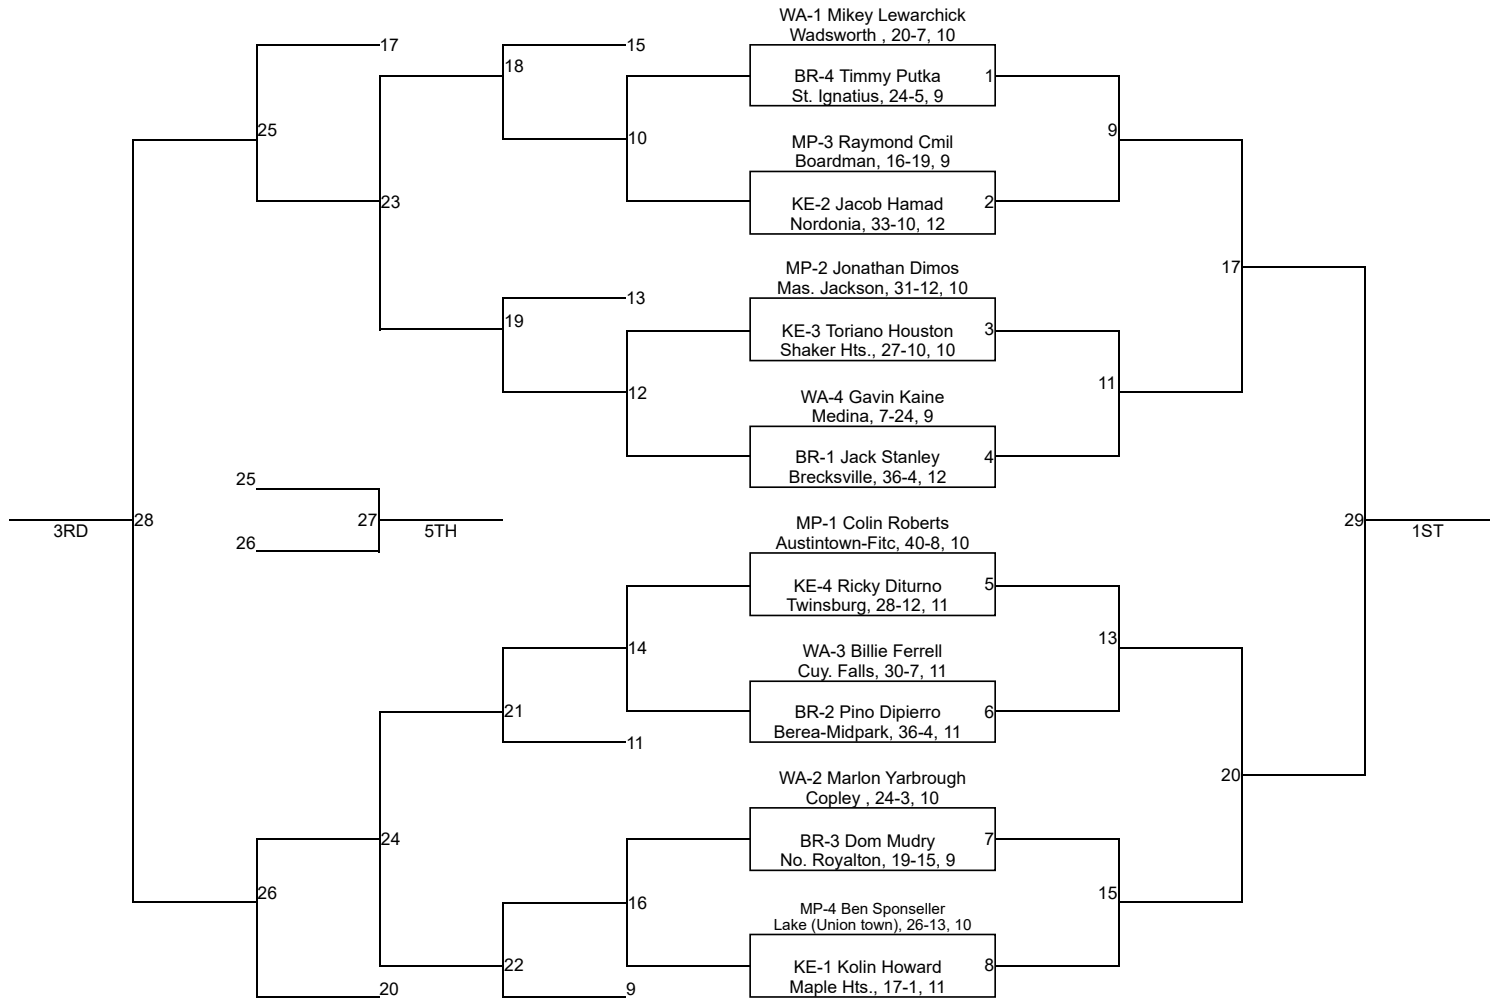 WA-1 Mikey Lewarchick
Wadsworth , 20-7, 10
17
15
18
BR-4 Timmy Putka
1
St. Ignatius, 24-5, 9
25
10
9
MP-3 Raymond Cmil
Boardman, 16-19, 9
23
KE-2 Jacob Hamad
2
Nordonia, 33-10, 12
MP-2 Jonathan Dimos
17
Mas. Jackson, 31-12, 10
13
19
KE-3 Toriano Houston
3
Shaker Hts., 27-10, 10
12
11
WA-4 Gavin Kaine
Medina, 7-24, 9
BR-1 Jack Stanley
4
Brecksville, 36-4, 12
25
28
27
29
3RD
5TH
1ST
26
MP-1 Colin Roberts
Austintown-Fitc, 40-8, 10
KE-4 Ricky Diturno
5
Twinsburg, 28-12, 11
14
13
WA-3 Billie Ferrell
Cuy. Falls, 30-7, 11
21
BR-2 Pino Dipierro
6
Berea-Midpark, 36-4, 11
11
WA-2 Marlon Yarbrough
20
Copley , 24-3, 10
24
BR-3 Dom Mudry
7
No. Royalton, 19-15, 9
26
16
15
MP-4 Ben Sponseller
Lake (Union town), 26-13, 10
22
KE-1 Kolin Howard
8
Maple Hts., 17-1, 11
20
9